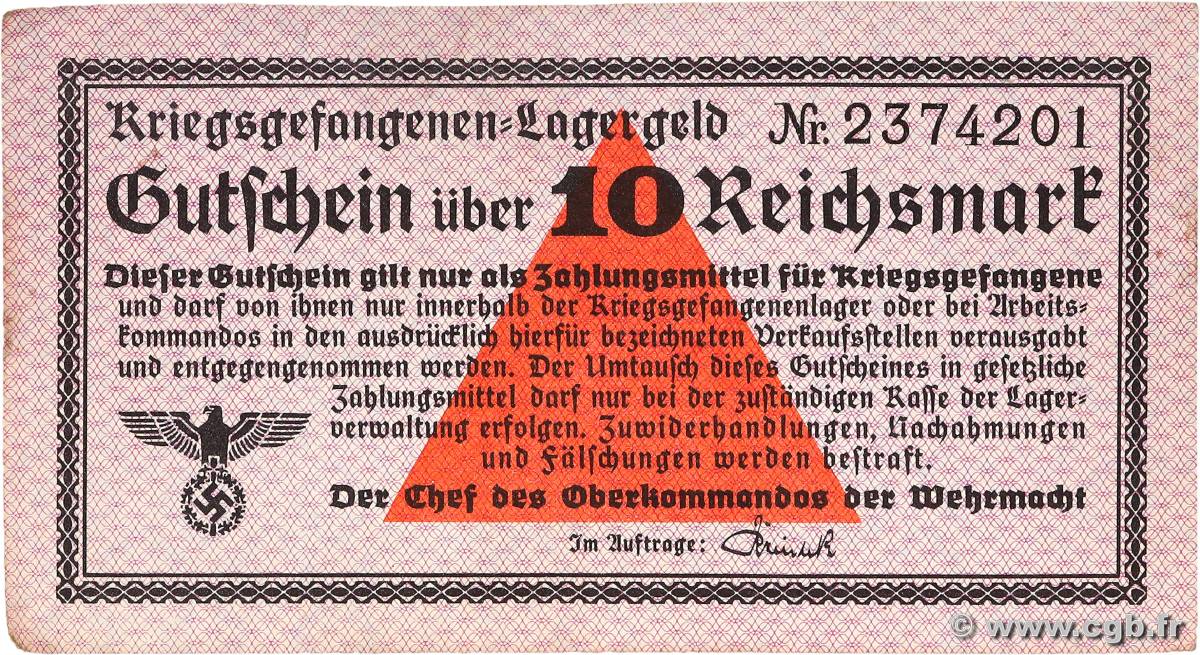 Kriegsgefangenen=Lagergeld Nr. 2374201
Gutschein über 10 Reichsmark
Dieser Gutschein gilt nur als Zahlungsmittel für Kriegsgefangene
und darf von ihnen nur innerhalb der Kriegsgefangenenlager oder bei Arbeits=
kommandos in den ausdrücklich hierfür bezeichneten Verkaufsstellen verausgabt
und entgegengenommen werden. Der Umtausch dieses Gutscheines in gesetzliche
Zahlungsmittel darf nur bei der zuständigen Kasse der Lager=
verwaltung erfolgen. Zuwiderhandlungen, Nachahmungen
und Fälschungen werden bestraft.
Der Chef des Oberkommandos der Wehrmacht
Im Auftrage:
© www.cgb.fr